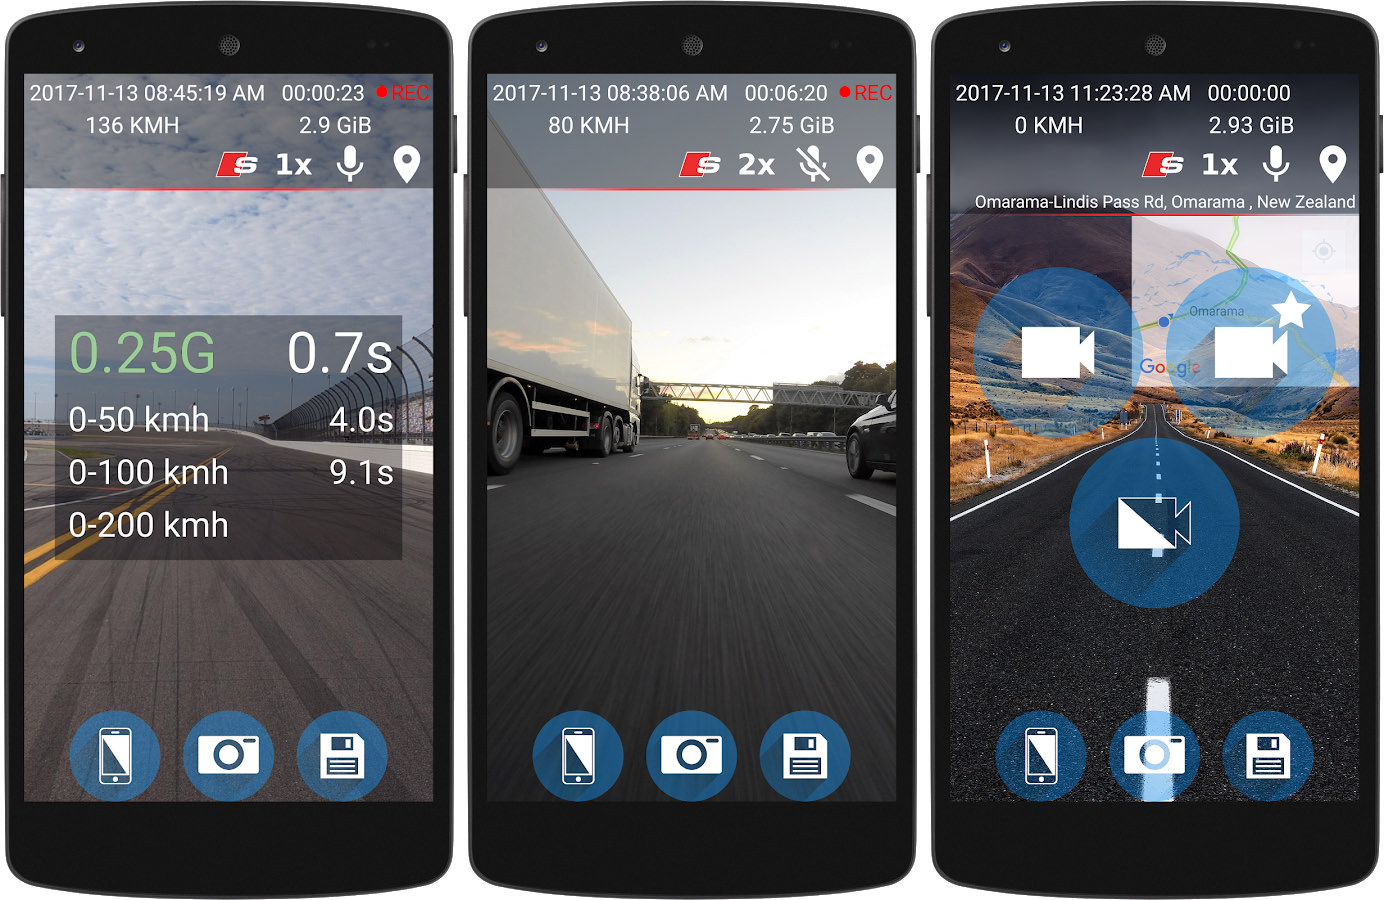 2017-11-13 08:45:19 AM 00:00:23 REC
136 KMH 2.9 GiB
S 1x
0.25G 0.7s
0-50 kmh 4.0s
0-100 kmh 9.1s
0-200 kmh
2017-11-13 08:38:06 AM 00:06:20 REC
80 KMH 2.75 GiB
S 2x
2017-11-13 11:23:28 AM 00:00:00
0 KMH 2.93 GiB
S 1x
Omarama-Lindis Pass Rd, Omarama , New Zealand
Omarama
Google